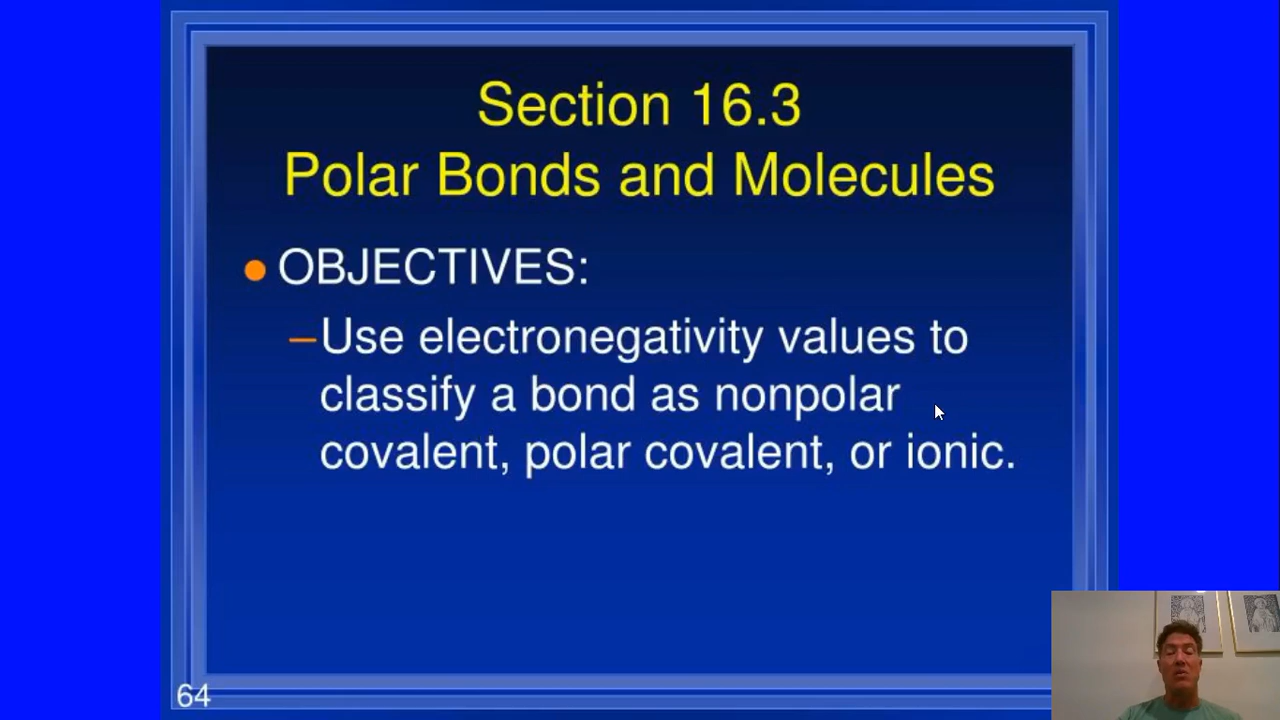 Section 16.3
Polar Bonds and Molecules
OBJECTIVES:
–Use electronegativity values to
classify a bond as nonpolar
covalent, polar covalent, or ionic.
64